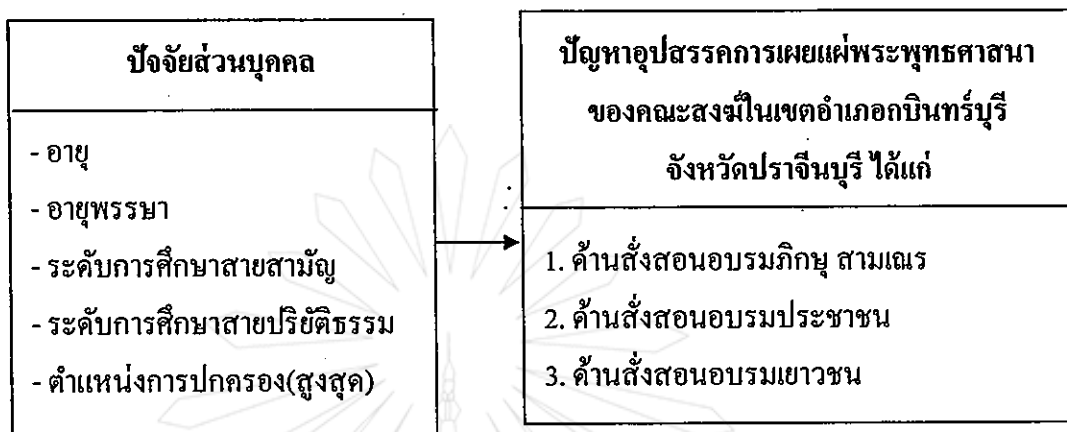 ปัจจัยส่วนบุคคล
- อายุ
- อายุพรรษา
- ระดับการศึกษาสายสามัญ
- ระดับการศึกษาสายปริยัติธรรม
- ตำแหน่งการปกครอง(สูงสุด)
ปัญหาอุปสรรคการเผยแผ่พระพุทธศาสนา
ของคณะสงฆ์ในเขตอำเภอกบินทร์บุรี
จังหวัดปราจีนบุรี ได้แก่
1. ด้านสั่งสอนอบรมภิกษุ สามเณร
2. ด้านสั่งสอนอบรมประชาชน
3. ด้านสั่งสอนอบรมเยาวชน